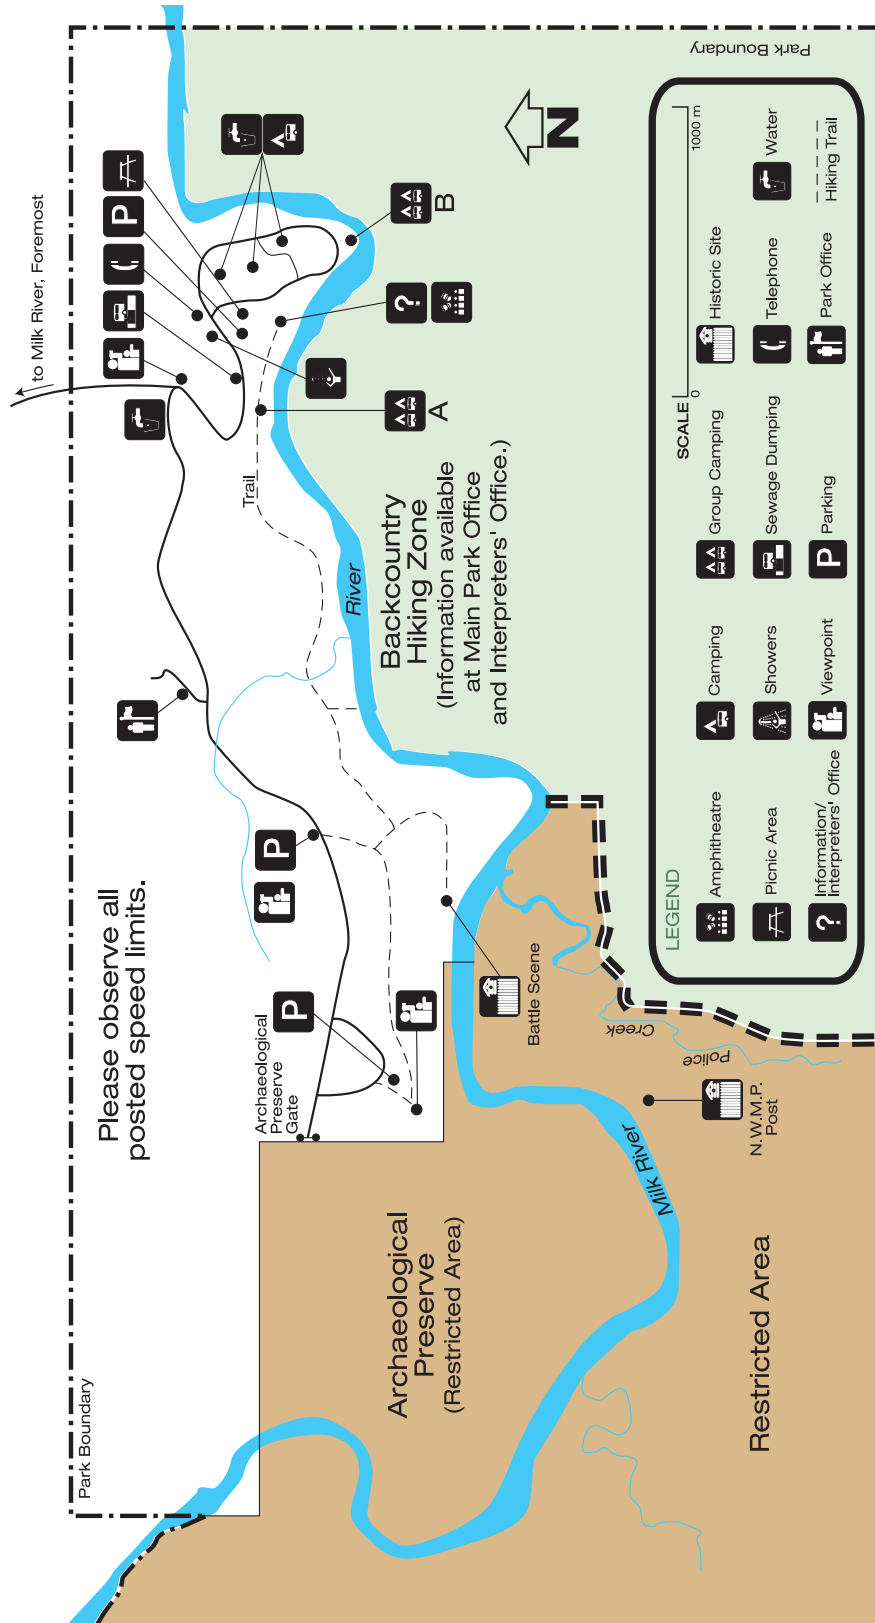 to Milk River, Foremost
Park Boundary
Please observe all
posted speed limits.
Archaeological
Preserve
Gate
P
P
P
?
A
B
N
Trail
River
Backcountry
Hiking Zone
(Information available
at Main Park Office
and Interpreters' Office.)
Battle Scene
Archaeological
Preserve
(Restricted Area)
Milk River
Police
Creek
N.W.M.P.
Post
Restricted Area
Park Boundary
LEGEND
SCALE
0
1000 m
Amphitheatre
Camping
Group Camping
Historic Site
Picnic Area
Showers
Sewage Dumping
Telephone
Water
?
Information/
Interpreters' Office
Viewpoint
P
Parking
Park Office
Hiking Trail